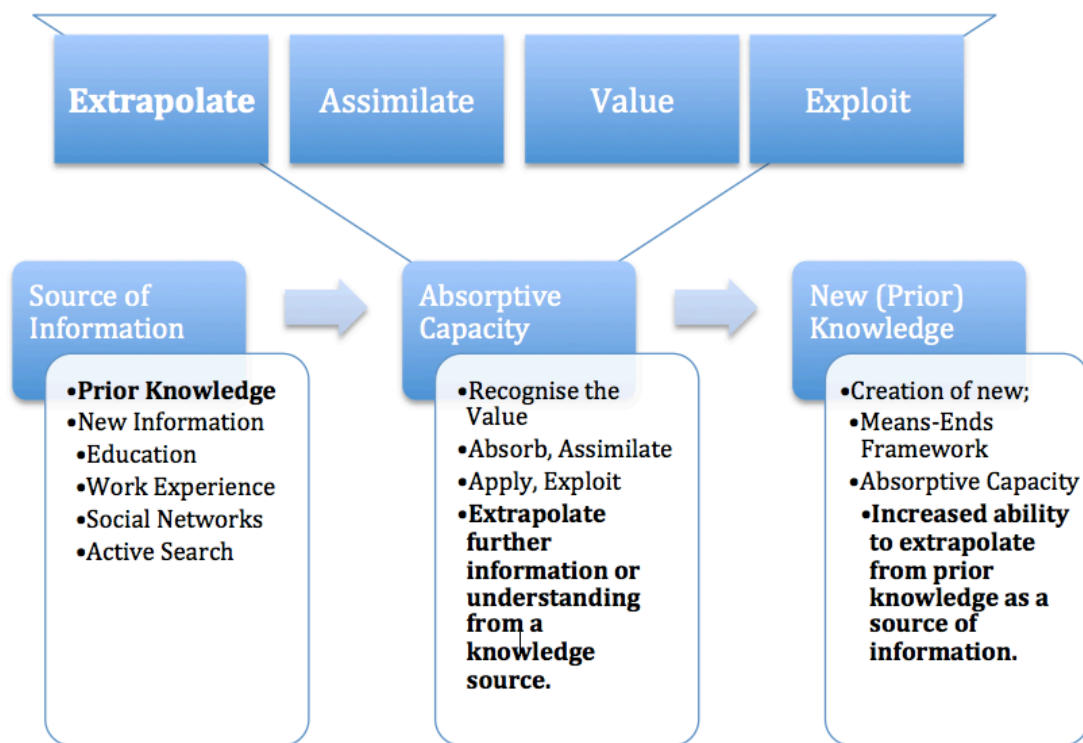 Extrapolate
Assimilate
Value
Exploit
Source of
Information
•Prior Knowledge
•New Information
•Education
•Work Experience
•Social Networks
•Active Search
Absorptive
Capacity
•Recognise the
Value
•Absorb, Assimilate
•Apply, Exploit
•Extrapolate
further
information or
understanding
from a
knowledge
source.
New (Prior)
Knowledge
•Creation of new;
•Means-Ends
Framework
•Absorptive Capacity
•Increased ability
to extrapolate
from prior
knowledge as a
source of
information.